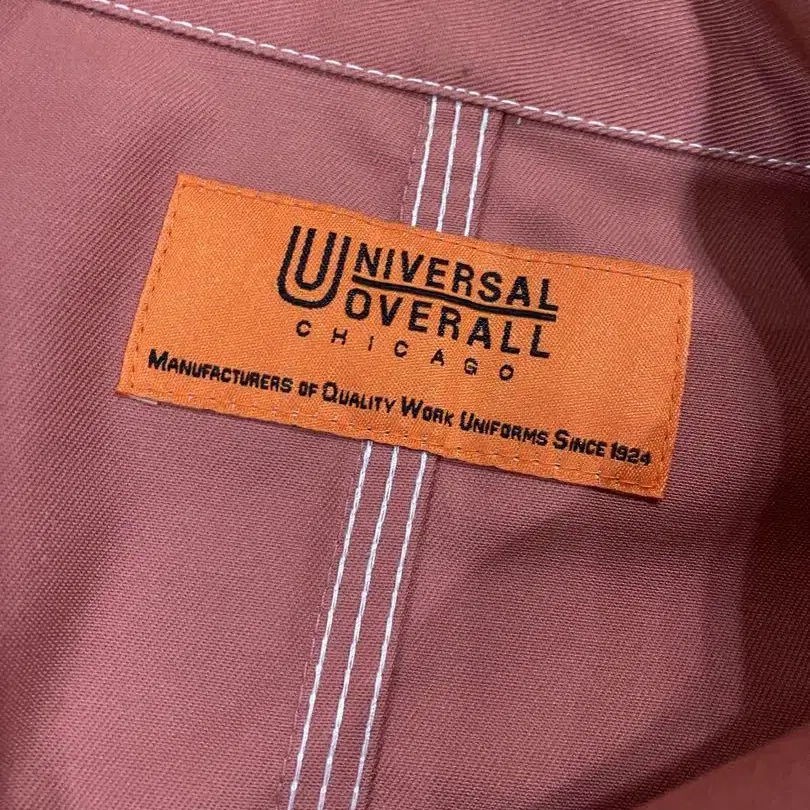 UNIVERSAL
OVERALL
CHICAGO
MANUFACTURERS OF QUALITY WORK UNIFORMS SINCE 1924